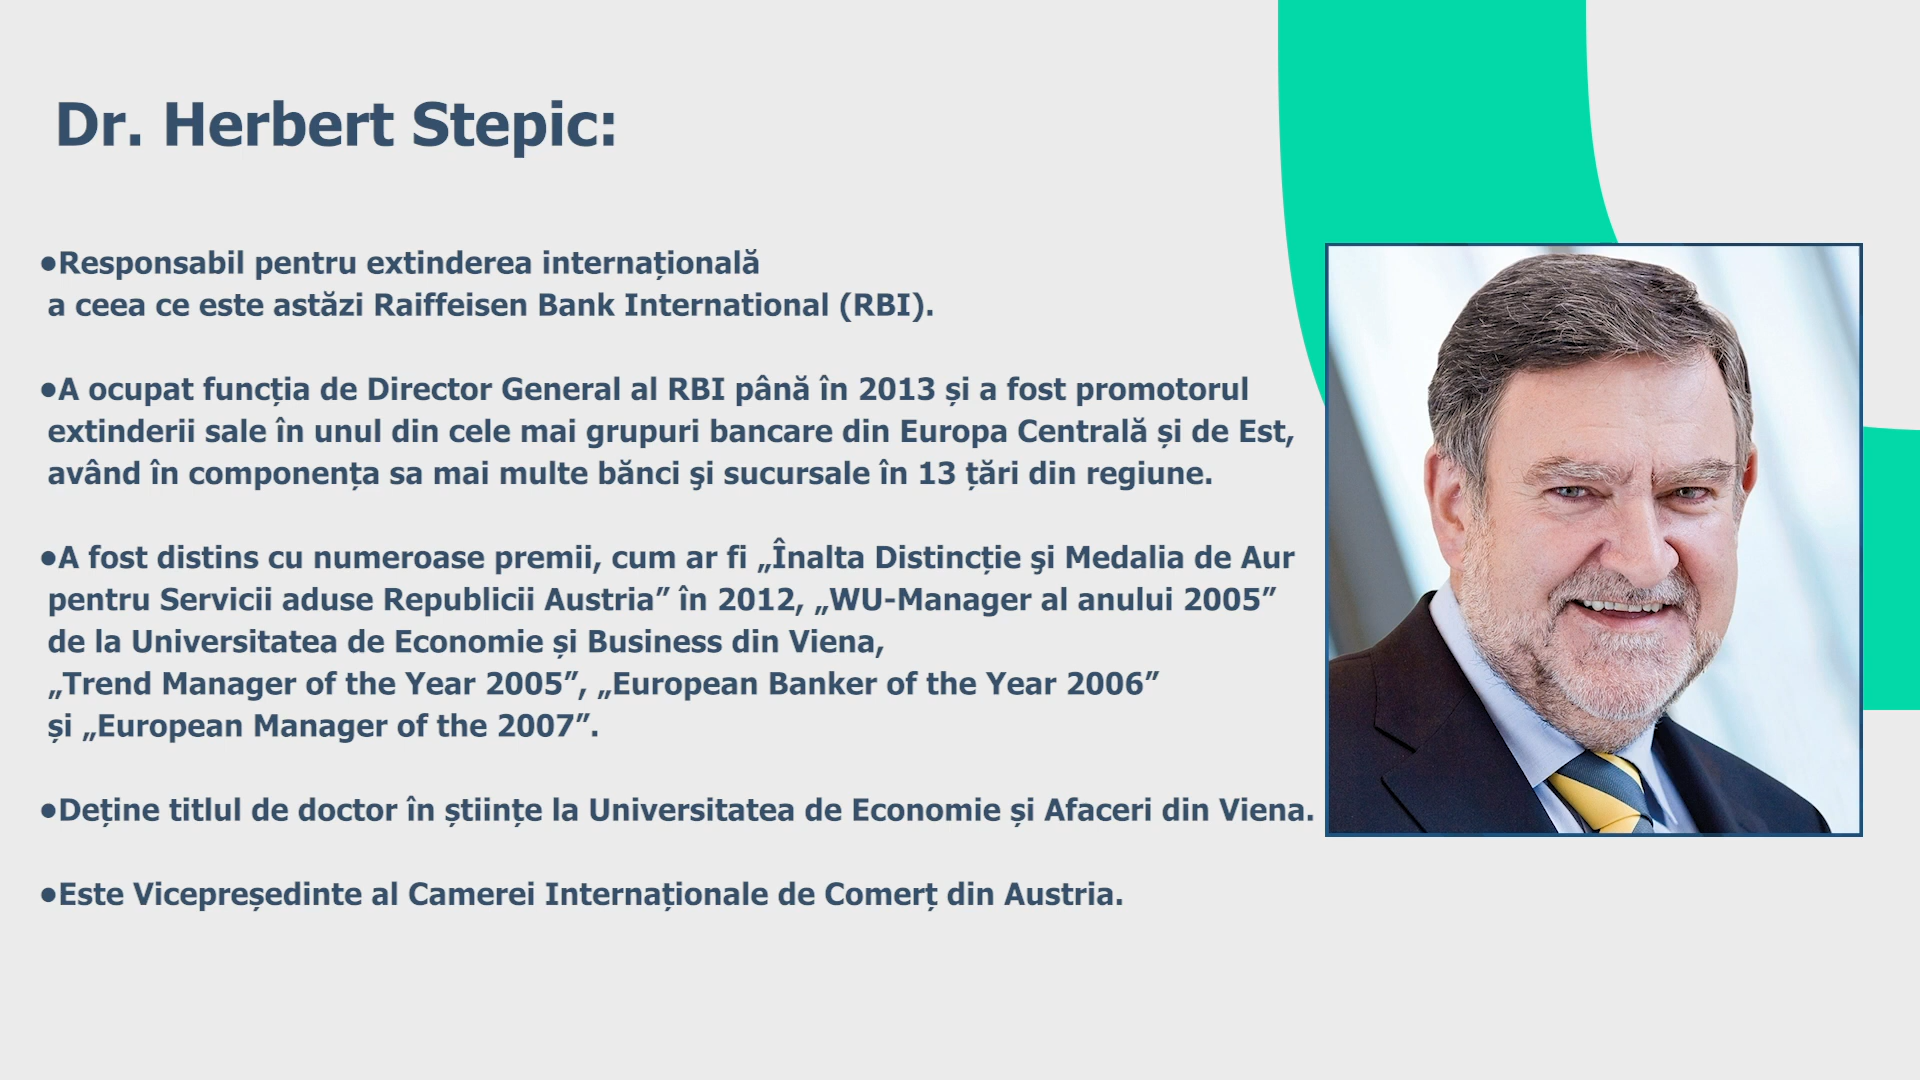 Dr. Herbert Stepic:
•Responsabil pentru extinderea internațională
a ceea ce este astăzi Raiffeisen Bank International (RBI).
•A ocupat funcția de Director General al RBI până în 2013 și a fost promotorul
extinderii sale în unul din cele mai grupuri bancare din Europa Centrală și de Est,
având în componența sa mai multe bănci şi sucursale în 13 țări din regiune.
•A fost distins cu numeroase premii, cum ar fi „Înalta Distincție şi Medalia de Aur
pentru Servicii aduse Republicii Austria” în 2012, „WU-Manager al anului 2005”
de la Universitatea de Economie și Business din Viena,
„Trend Manager of the Year 2005”, „European Banker of the Year 2006”
și „European Manager of the 2007”.
•Deține titlul de doctor în științe la Universitatea de Economie și Afaceri din Viena.
•Este Vicepreședinte al Camerei Internaționale de Comerț din Austria.